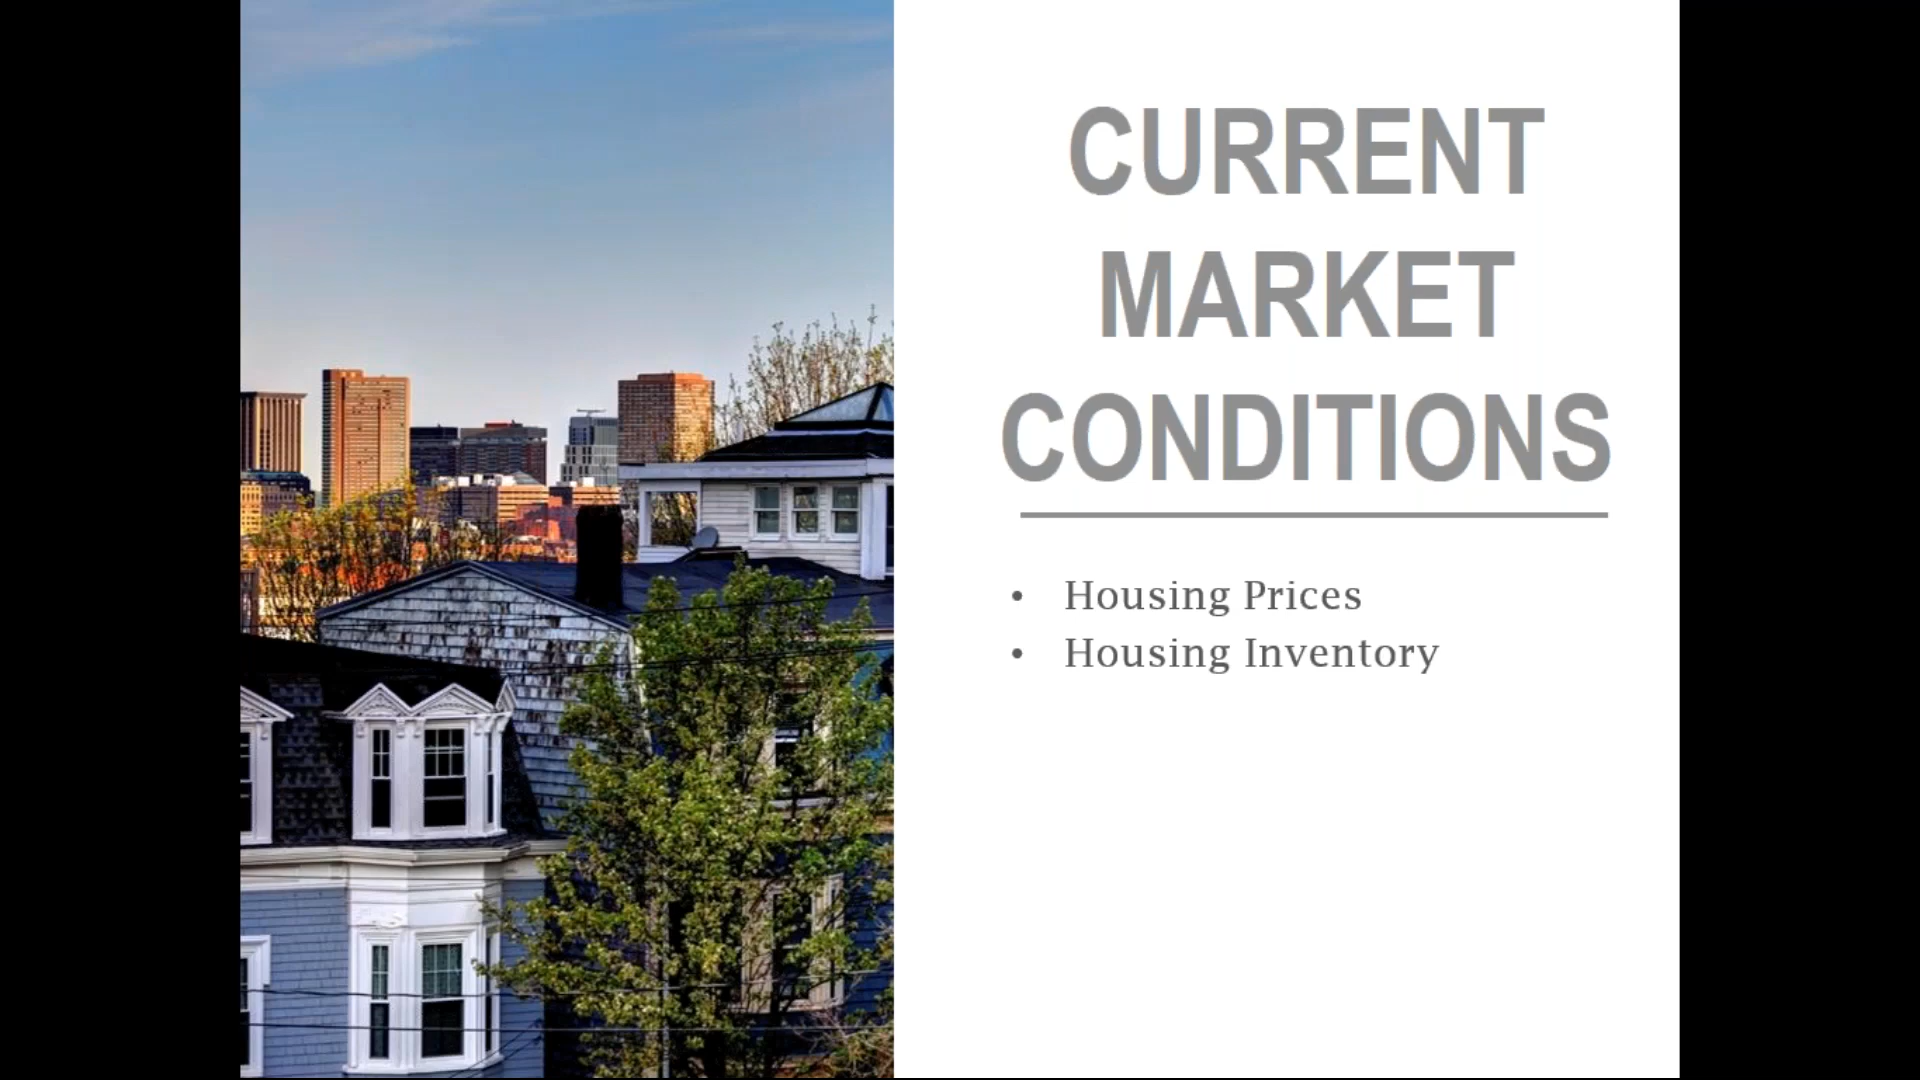 CURRENT
MARKET
CONDITIONS
• Housing Prices
• Housing Inventory